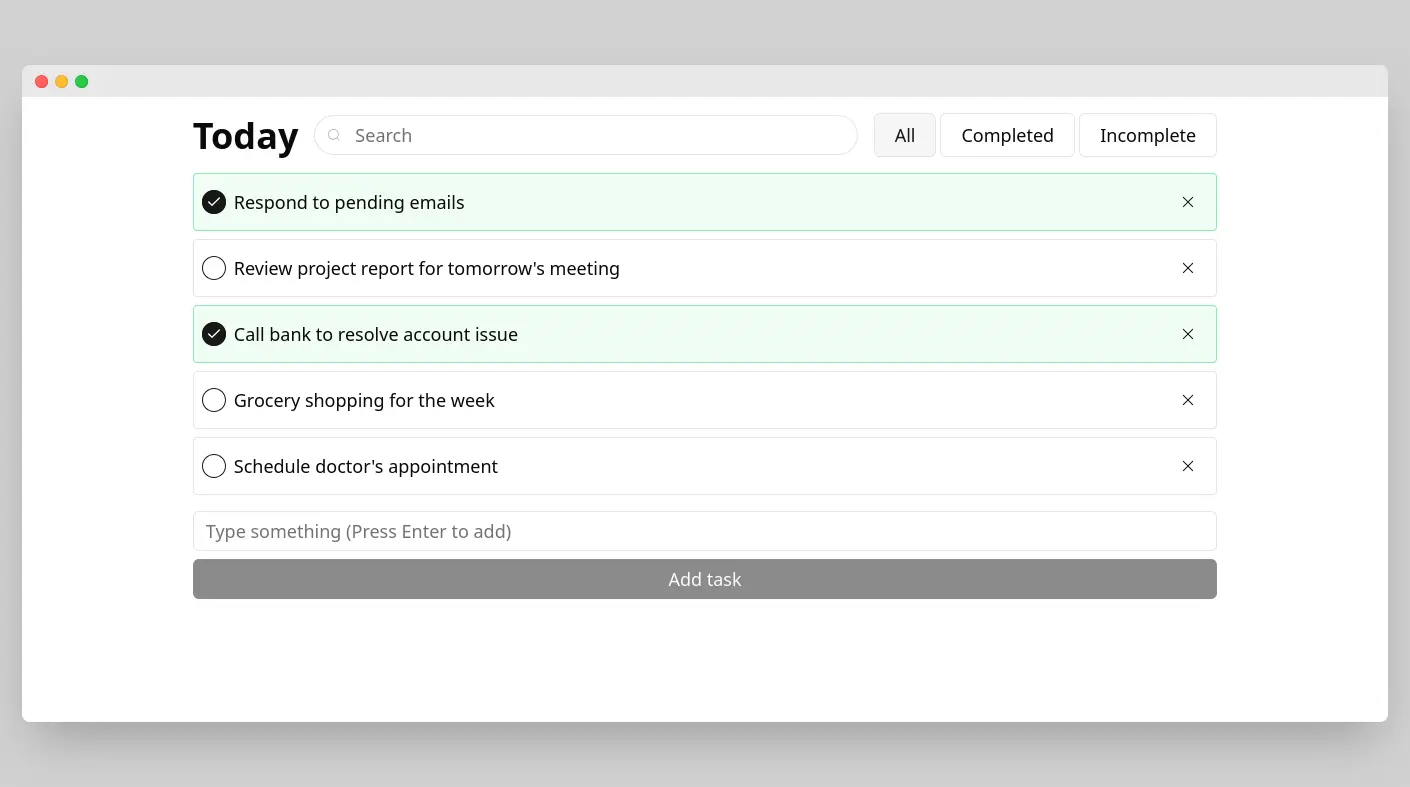 Today
Search
All
Completed
Incomplete
Respond to pending emails
Review project report for tomorrow's meeting
Call bank to resolve account issue
Grocery shopping for the week
Schedule doctor's appointment
Type something (Press Enter to add)
Add task